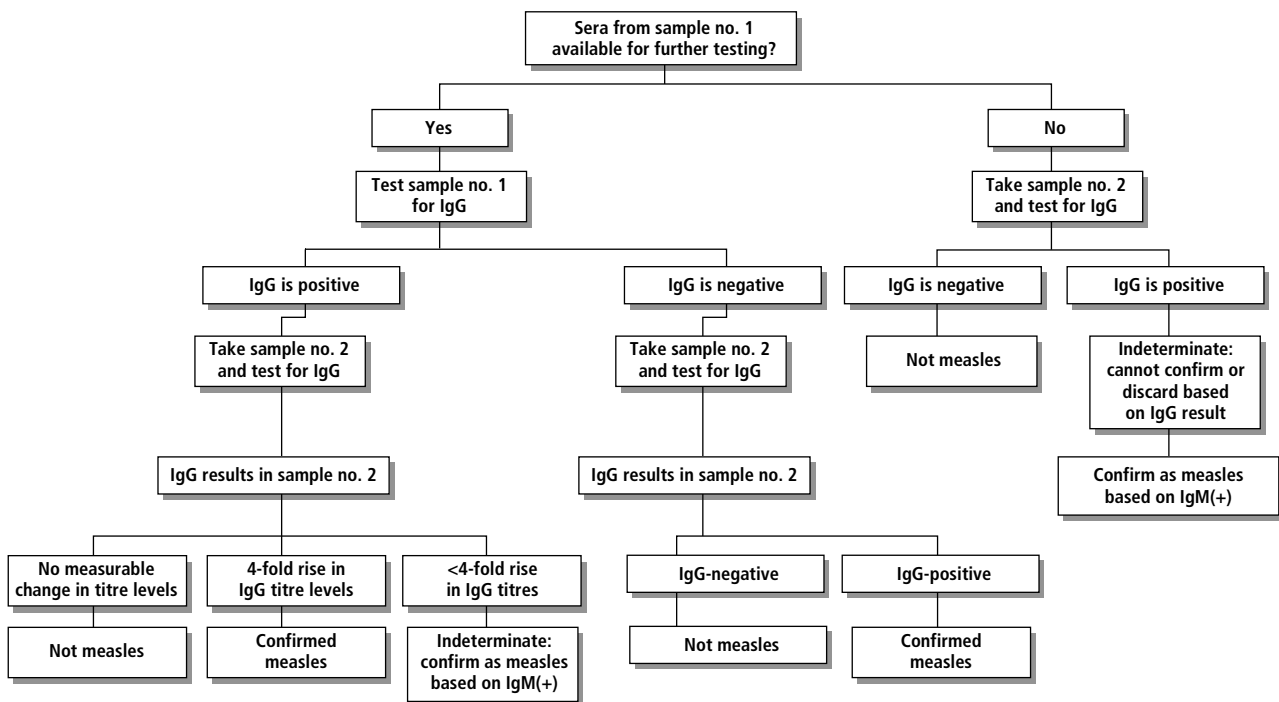 Sera from sample no. 1
available for further testing?
Yes
No
Test sample no. 1
for IgG
Take sample no. 2
and test for IgG
IgG is positive
IgG is negative
IgG is negative
IgG is positive
Take sample no. 2
and test for IgG
Take sample no. 2
and test for IgG
Not measles
Indeterminate:
cannot confirm or
discard based
on IgG result
IgG results in sample no. 2
IgG results in sample no. 2
Confirm as measles
based on IgM(+)
No measurable
change in titre levels
4-fold rise in
IgG titre levels
<4-fold rise
in IgG titres
IgG-negative
IgG-positive
Not measles
Confirmed
measles
Indeterminate:
confirm as measles
based on IgM(+)
Not measles
Confirmed
measles